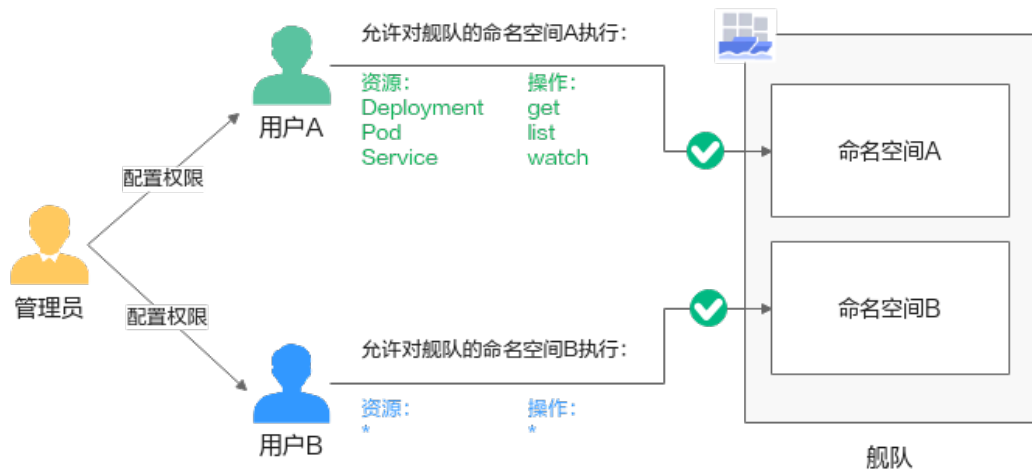 允许对舰队的命名空间A执行：
资源： 操作：
Deployment get
Pod list
Service watch
用户A
配置权限
管理员
配置权限
允许对舰队的命名空间B执行：
资源： 操作：
* *
用户B
命名空间A
命名空间B
舰队